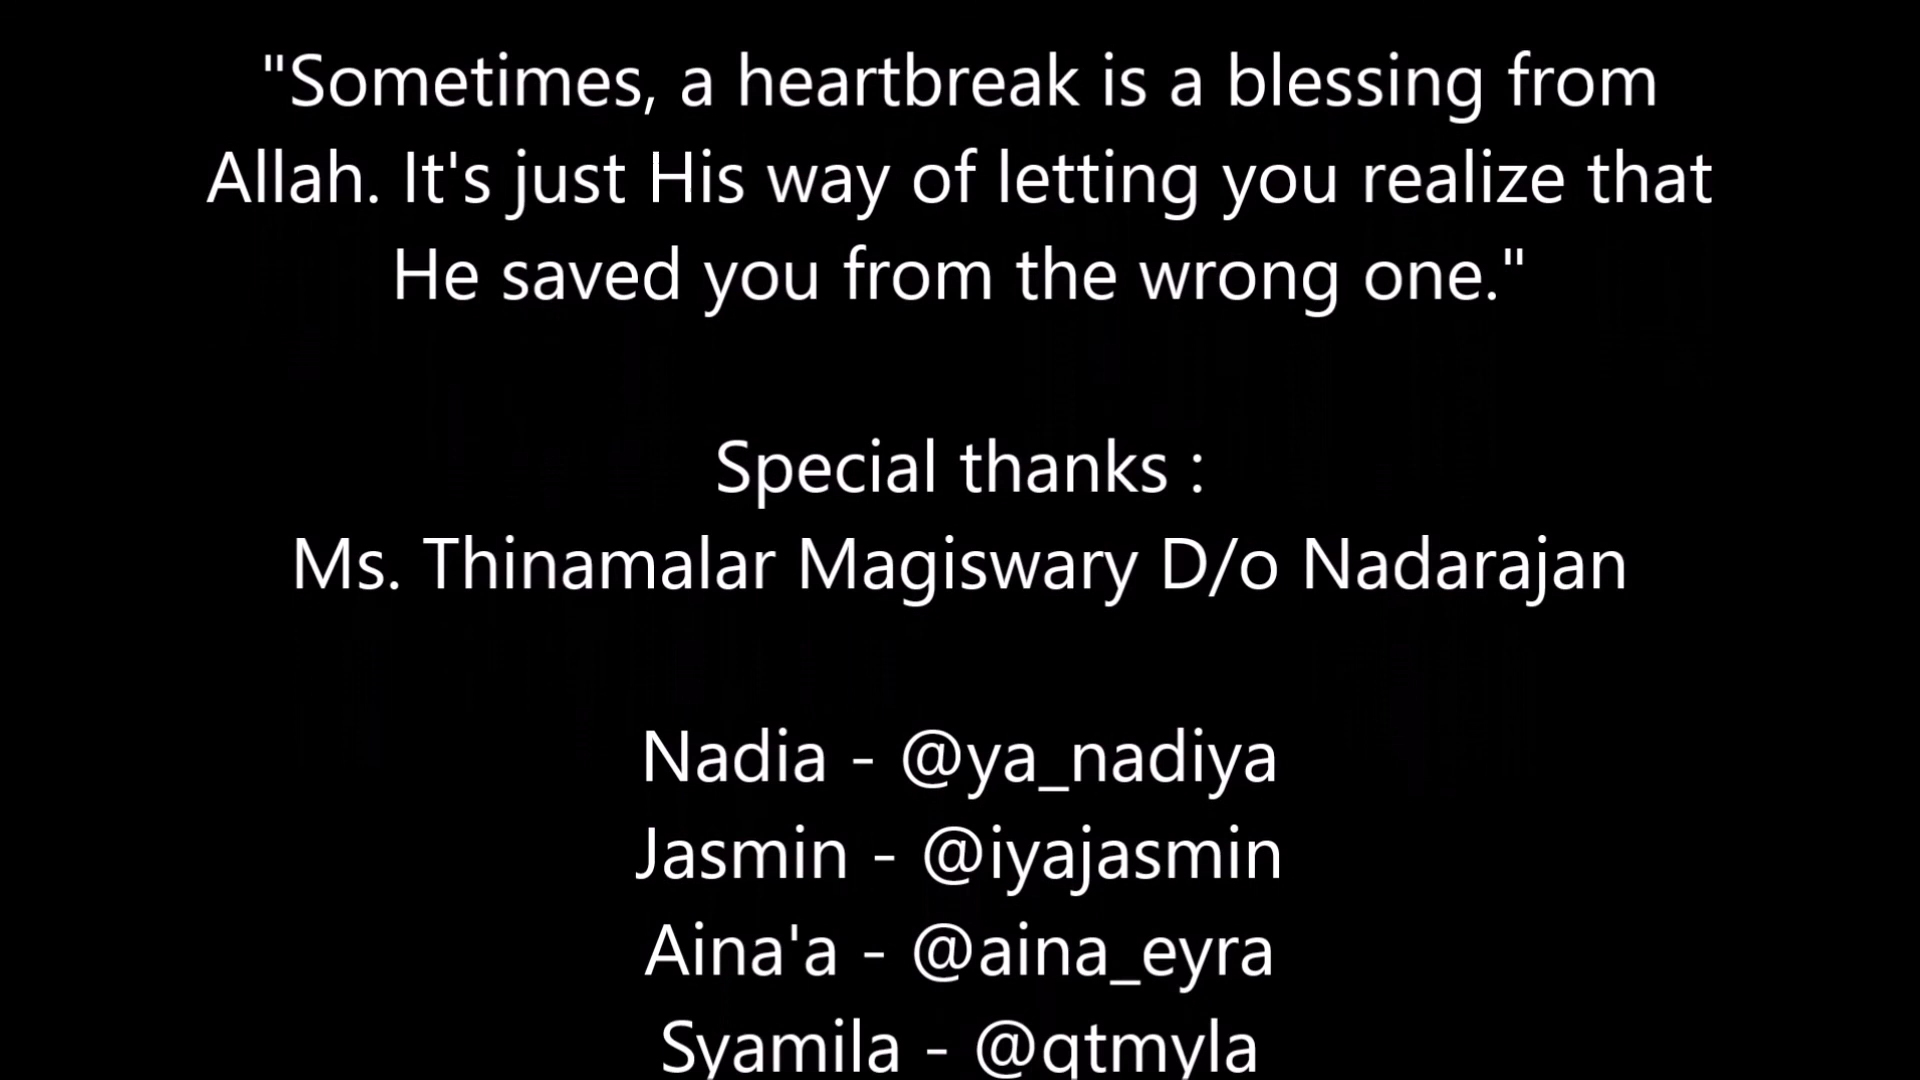 "Sometimes, a heartbreak is a blessing from
Allah. It's just His way of letting you realize that
He saved you from the wrong one."
Special thanks :
Ms. Thinamalar Magiswary D/o Nadarajan
Nadia - @ya_nadiya
Jasmin - @iyajasmin
Aina'a - @aina_eyra
Syamila - @qtmyla